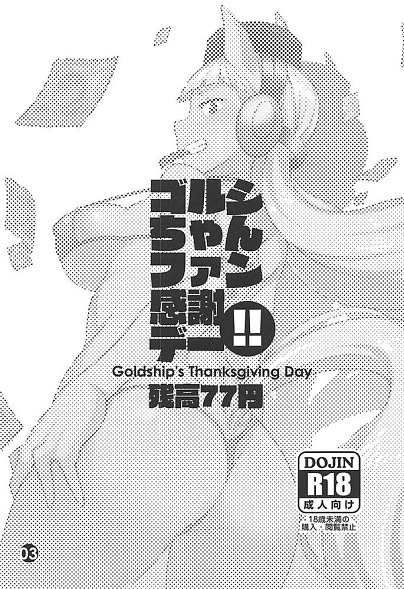 ゴルシ
ちゃん
ファン
感謝
デー!!
Goldship's Thanksgiving Day
残高77円
DOJIN
R18
成人向け
18歳未満の
購入・閲覧禁止
03